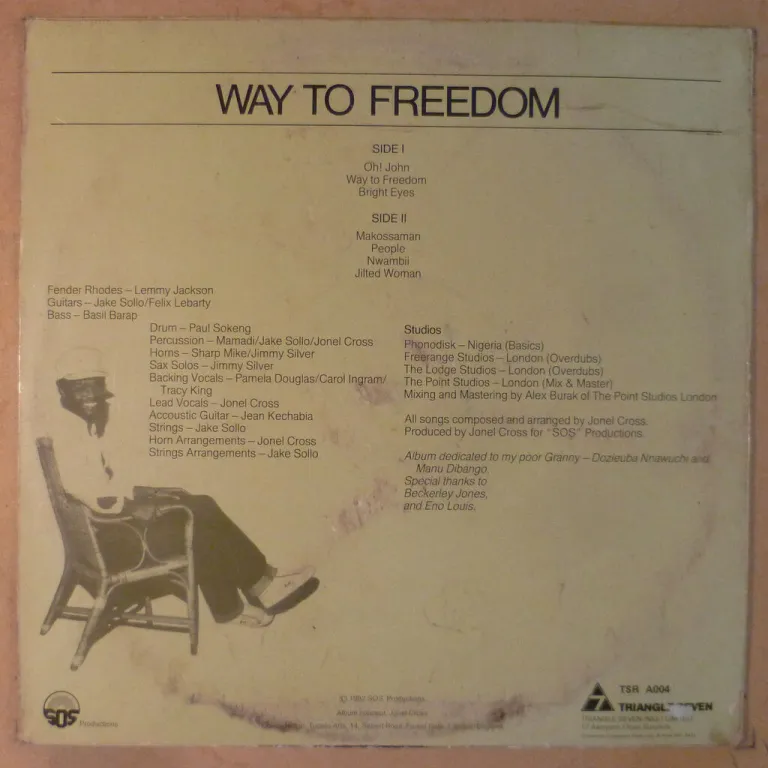 WAY TO FREEDOM
SIDE I
Oh! John
Way to Freedom
Bright Eyes
SIDE II
Makossaman
People
Nwambii
Jilted Woman
Fender Rhodes – Lemmy Jackson
Guitars – Jake Sollo/Felix Lebarty
Bass – Basil Barap
Drum – Paul Sokeng
Percussion – Mamadi/Jake Sollo/Jonel Cross
Horns – Sharp Mike/Jimmy Silver
Sax Solos – Jimmy Silver
Backing Vocals – Pamela Douglas/Carol Ingram/
Tracy King
Lead Vocals – Jonel Cross
Accoustic Guitar – Jean Kechabia
Strings – Jake Sollo
Horn Arrangements – Jonel Cross
Strings Arrangements – Jake Sollo
Studios
Phonodisk – Nigeria (Basics)
Freerange Studios – London (Overdubs)
The Lodge Studios – London (Overdubs)
The Point Studios – London (Mix & Master)
Mixing and Mastering by Alex Burak of The Point Studios London
All songs composed and arranged by Jonel Cross.
Produced by Jonel Cross for "SOS" Productions.
Album dedicated to my poor Granny – Dozieuba Nnawuchi and
Manu Dibango
Special thanks to
Beckerley Jones,
and Eno Louis.
SOS Productions
Productions
Jonel Cross
7
TSR A004
TRIANGLE SEVEN